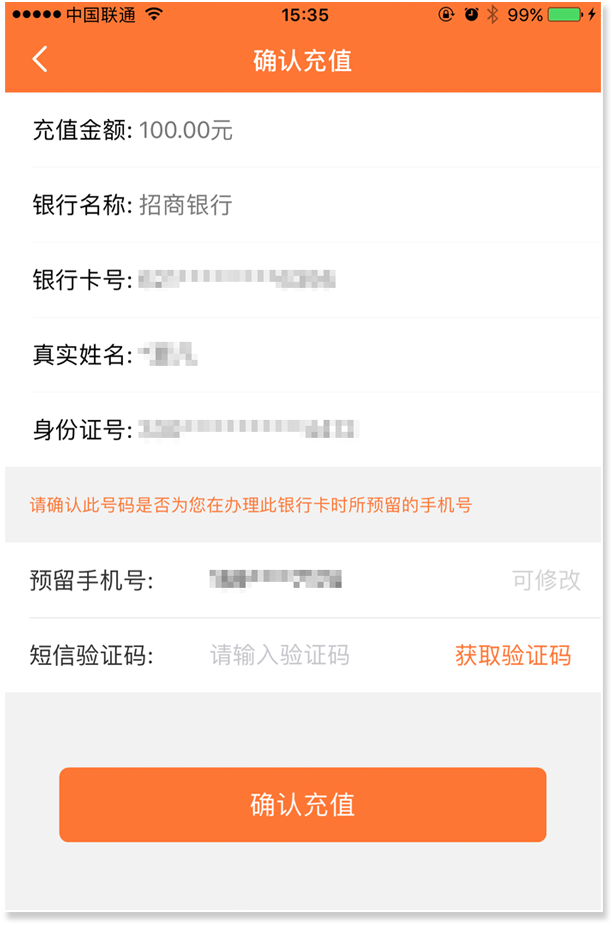 中国联通 15:35 99%
确认充值
充值金额: 100.00元
银行名称: 招商银行
银行卡号:
真实姓名:
身份证号:
请确认此号码是否为您在办理此银行卡时所预留的手机号
预留手机号: 可修改
短信验证码: 请输入验证码 获取验证码
确认充值